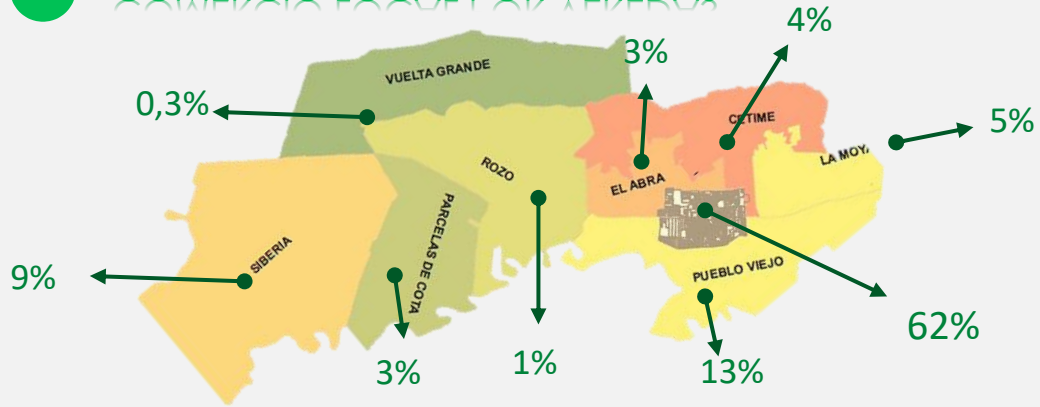 4%
3%
VUELTA GRANDE
0,3%
CETIME
5%
LA MOY
ROZO
EL ABRA
PARCELAS DE COTA
SIBERIA
PUEBLO VIEJO
9%
62%
3%
1%
13%